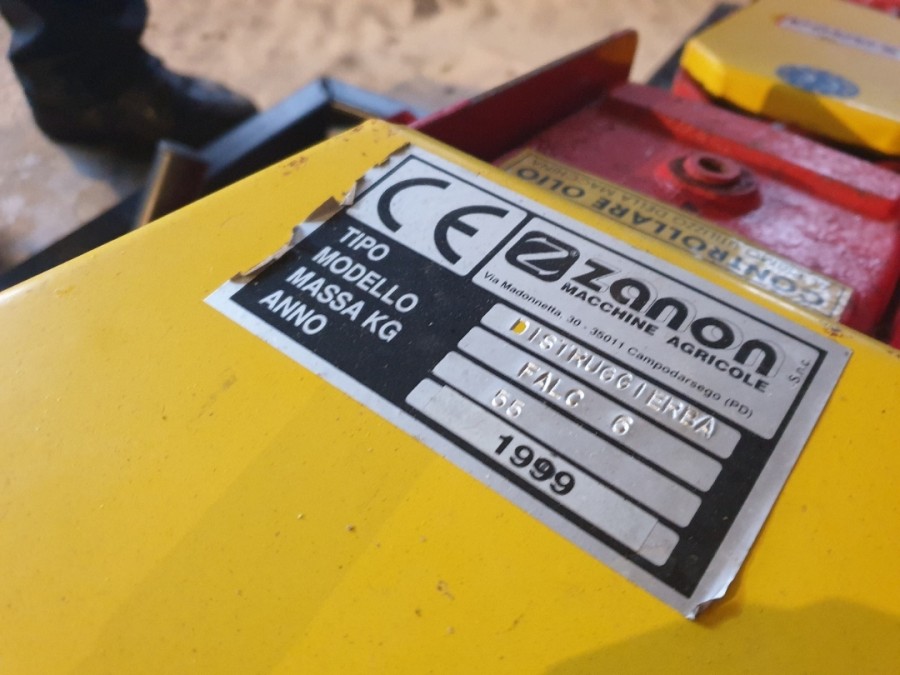 CE
zanon
MACCHINE AGRICOLE S.n.c.
Via Madonnetta, 30 - 35011 Campodarsego (PD)
TIPO DISTRUGGIERBA
MODELLO FALC 6
MASSA KG 55
ANNO 1999
CONTROLLARE OLIO